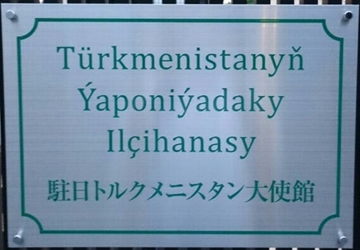 Türkmenistanyň
Ýaponiýadaky
Ilçihanasy
駐日トルクメニスタン大使館